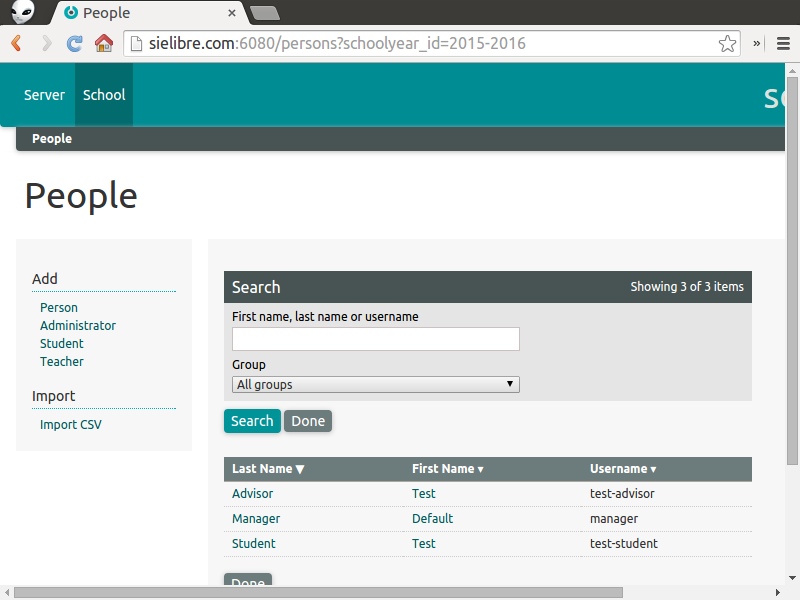 People
sielibre.com:6080/persons?schoolyear_id=2015-2016
Server School
People
People
Add
Person
Administrator
Student
Teacher
Import
Import CSV
Search Showing 3 of 3 items
First name, last name or username
Group
All groups
Search Done
Last Name First Name Username
Advisor Test test-advisor
Manager Default manager
Student Test test-student
Done